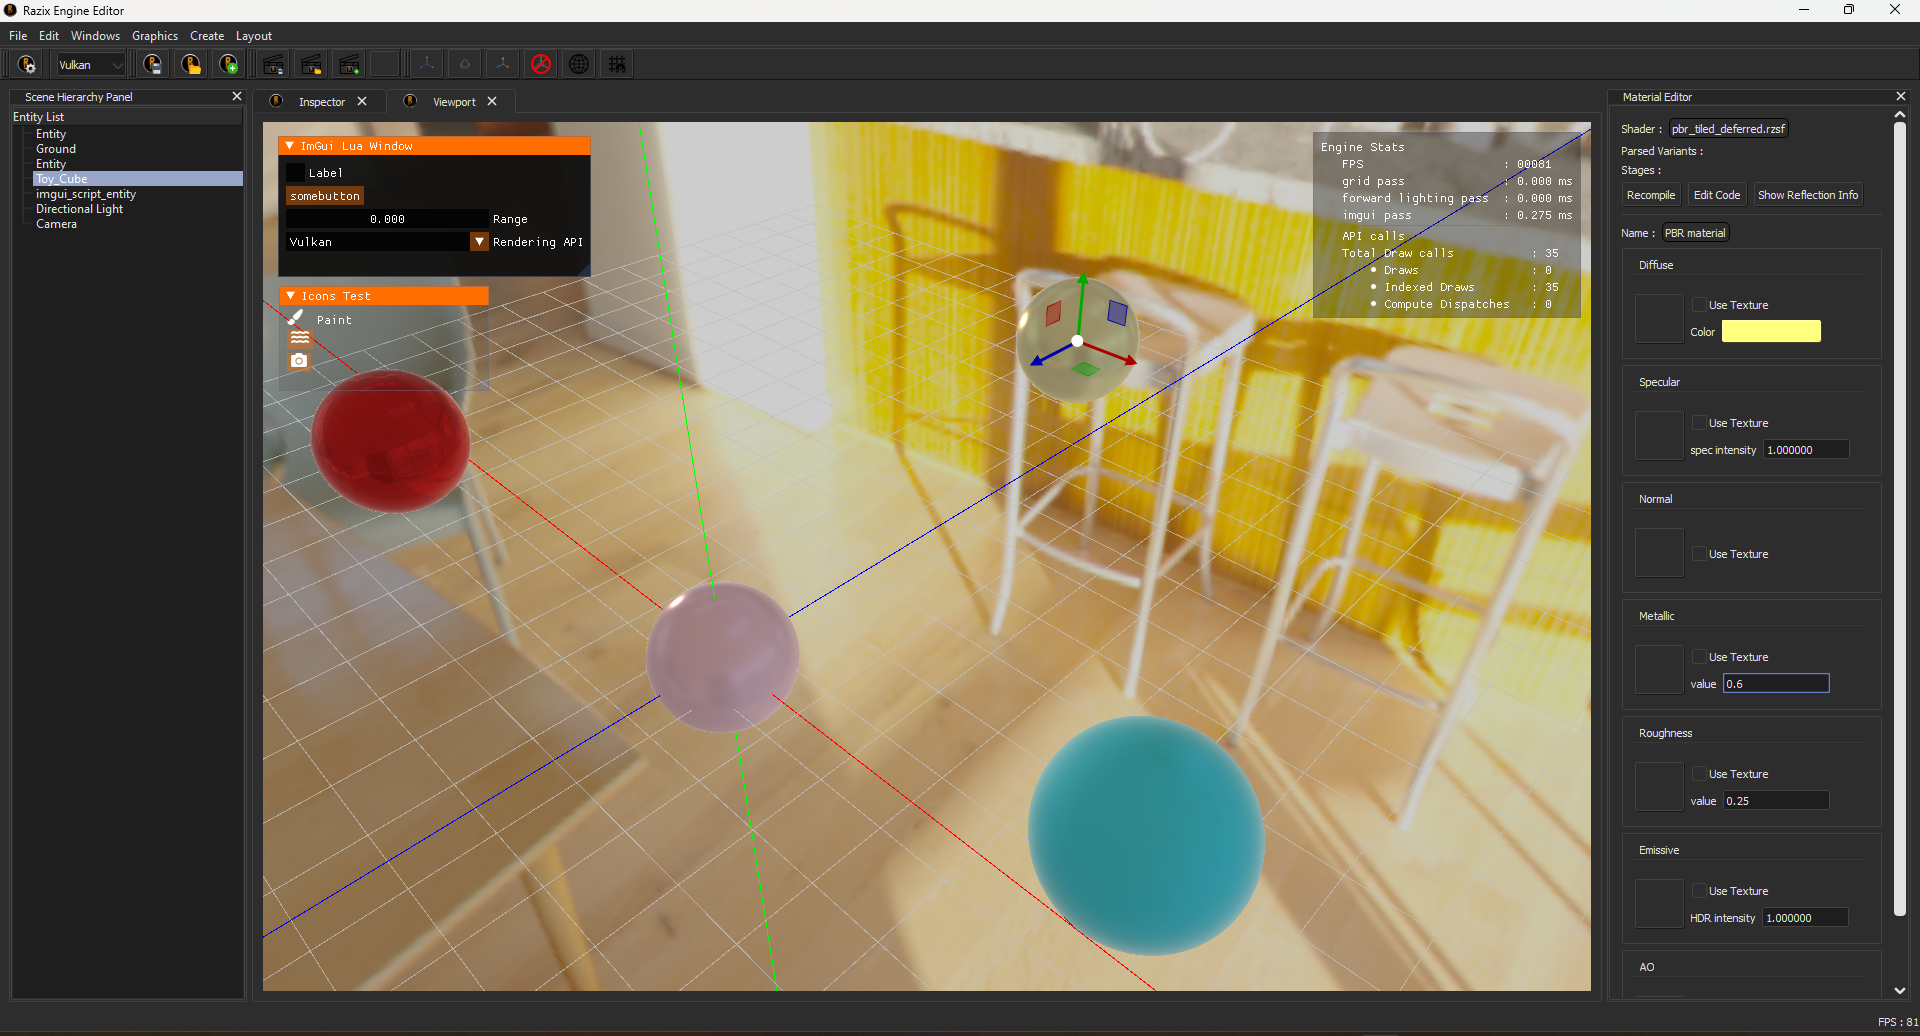 Razix Engine Editor
File Edit Windows Graphics Create Layout
Vulkan
Scene Hierarchy Panel
Entity List
Entity
Ground
Entity
Toy_Cube
imgui_script_entity
Directional Light
Camera
Inspector
Viewport
ImGui Lua Window
Label
somebutton
0.000 Range
Vulkan Rendering API
Icons Test
Paint
Engine Stats
FPS : 00081
grid pass : 0.000 ms
forward lighting pass : 0.000 ms
imgui pass : 0.275 ms
API calls
Total Draw calls : 35
• Draws : 0
• Indexed Draws : 35
• Compute Dispatches : 0
Material Editor
Shader : pbr_tiled_deferred.rzsf
Parsed Variants :
Stages :
Recompile Edit Code Show Reflection Info
Name : PBR material
Diffuse
Use Texture
Color
Specular
Use Texture
spec intensity 1.000000
Normal
Use Texture
Metallic
Use Texture
value 0.6
Roughness
Use Texture
value 0.25
Emissive
Use Texture
HDR intensity 1.000000
AO
FPS : 81